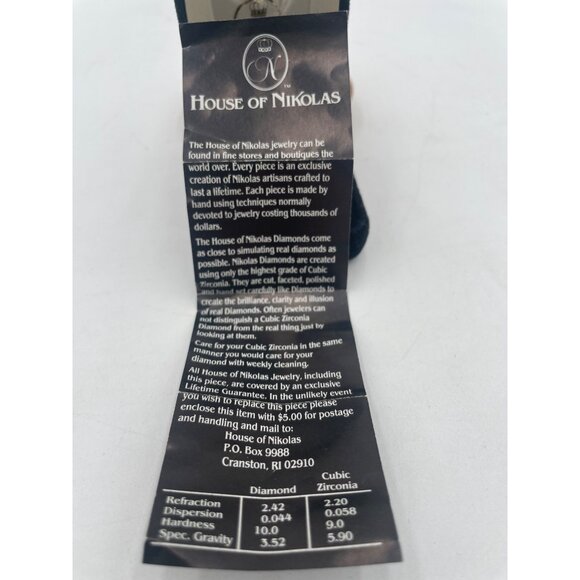 N
™
HOUSE OF NIKOLAS
The House of Nikolas jewelry can be
found in fine stores and boutiques the
world over. Every piece is an exclusive
creation of Nikolas artisans crafted to
last a lifetime. Each piece is made by
hand using techniques normally
devoted to jewelry costing thousands of
dollars.
The House of Nikolas Diamonds come
as close to simulating real diamonds as
possible. Nikolas Diamonds are created
using only the highest grade of Cubic
Zirconia. They are cut, faceted, polished
and hand set carefully like Diamonds to
create the brilliance, clarity and illusion
of real Diamonds. Often jewelers can
not distinguish a Cubic Zirconia
Diamond from the real thing just by
looking at them.
Care for your Cubic Zirconia in the same
manner you would care for your
diamond with weekly cleaning.
All House of Nikolas Jewelry, including
this piece, are covered by an exclusive
Lifetime Guarantee. In the unlikely event
you wish to replace this piece please
enclose this item with $5.00 for postage
and handling and mail to:
House of Nikolas
P.O. Box 9988
Cranston, RI 02910
Diamond Cubic Zirconia
Refraction 2.42 2.20
Dispersion 0.044 0.058
Hardness 10.0 9.0
Spec. Gravity 3.52 5.90